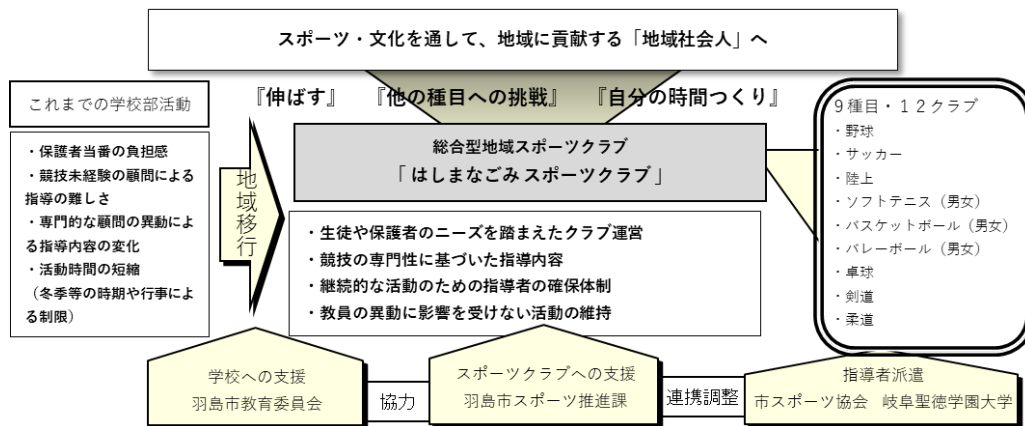 スポーツ・文化を通して、地域に貢献する「地域社会人」へ
これまでの学校部活動
『伸ばす』 『他の種目への挑戦』 『自分の時間つくり』
・保護者当番の負担感
・競技未経験の顧問による
指導の難しさ
・専門的な顧問の異動によ
る指導内容の変化
・活動時間の短縮
（冬季等の時期や行事によ
る制限）
地域移行
総合型地域スポーツクラブ
「 はしまなごみ スポーツクラブ 」
・生徒や保護者のニーズを踏まえたクラブ運営
・競技の専門性に基づいた指導内容
・継続的な活動のための指導者の確保体制
・教員の異動に影響を受けない活動の維持
９種目・１２クラブ
・野球
・サッカー
・陸上
・ソフトテニス（男女）
・バスケットボール（男女）
・バレーボール（男女）
・卓球
・剣道
・柔道
学校への支援
羽島市教育委員会
協力
スポーツクラブへの支援
羽島市スポーツ推進課
連携調整
指導者派遣
市スポーツ協会 岐阜聖徳学園大学